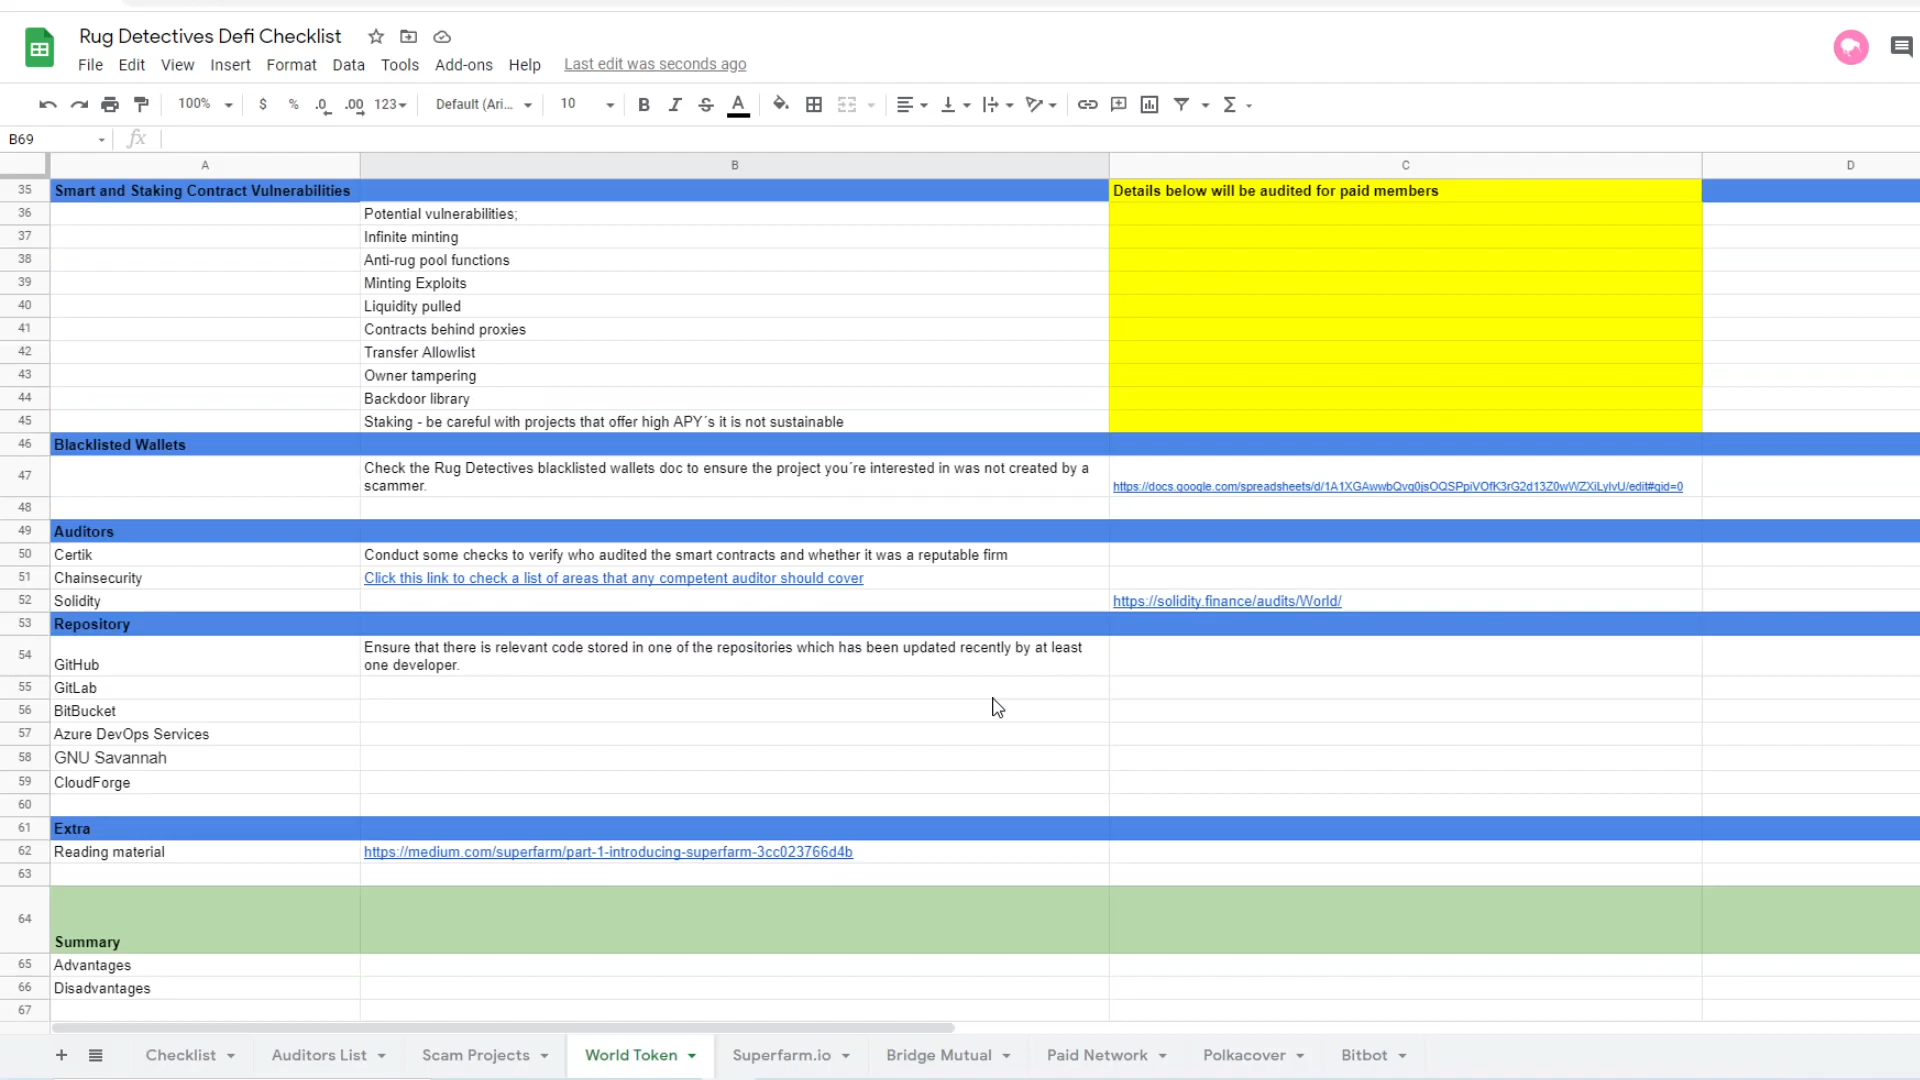 Rug Detectives Defi Checklist
File Edit View Insert Format Data Tools Add-ons Help Last edit was seconds ago
100% $ % .0 .00 123 Default (Ari... 10 B I S A Σ
B69 fx
A B C D
35 Smart and Staking Contract Vulnerabilities Details below will be audited for paid members
36 Potential vulnerabilities;
37 Infinite minting
38 Anti-rug pool functions
39 Minting Exploits
40 Liquidity pulled
41 Contracts behind proxies
42 Transfer Allowlist
43 Owner tampering
44 Backdoor library
45 Staking - be careful with projects that offer high APY´s it is not sustainable
46 Blacklisted Wallets
47 Check the Rug Detectives blacklisted wallets doc to ensure the project you´re interested in was not created by a
scammer.
48
49 Auditors
50 Certik Conduct some checks to verify who audited the smart contracts and whether it was a reputable firm
51 Chainsecurity Click this link to check a list of areas that any competent auditor should cover
52 Solidity https://solidity.finance/audits/World/
53 Repository
54 GitHub Ensure that there is relevant code stored in one of the repositories which has been updated recently by at least
one developer.
55 GitLab
56 BitBucket
57 Azure DevOps Services
58 GNU Savannah
59 CloudForge
60
61 Extra
62 Reading material https://medium.com/superfarm/part-1-introducing-superfarm-3cc023766d4b
63
64 Summary
65 Advantages
66 Disadvantages
67
+ Checklist Auditors List Scam Projects World Token Superfarm.io Bridge Mutual Paid Network Polkacover Bitbot